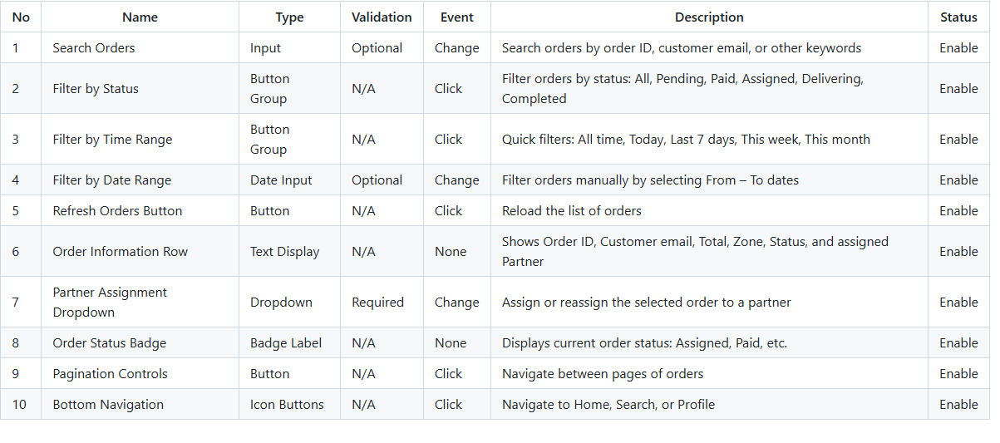 No Name Type Validation Event Description Status
1 Search Orders Input Optional Change Search orders by order ID, customer email, or other keywords Enable
2 Filter by Status Button Group N/A Click Filter orders by status: All, Pending, Paid, Assigned, Delivering, Completed Enable
3 Filter by Time Range Button Group N/A Click Quick filters: All time, Today, Last 7 days, This week, This month Enable
4 Filter by Date Range Date Input Optional Change Filter orders manually by selecting From – To dates Enable
5 Refresh Orders Button Button N/A Click Reload the list of orders Enable
6 Order Information Row Text Display N/A None Shows Order ID, Customer email, Total, Zone, Status, and assigned Partner Enable
7 Partner Assignment Dropdown Dropdown Required Change Assign or reassign the selected order to a partner Enable
8 Order Status Badge Badge Label N/A None Displays current order status: Assigned, Paid, etc. Enable
9 Pagination Controls Button N/A Click Navigate between pages of orders Enable
10 Bottom Navigation Icon Buttons N/A Click Navigate to Home, Search, or Profile Enable